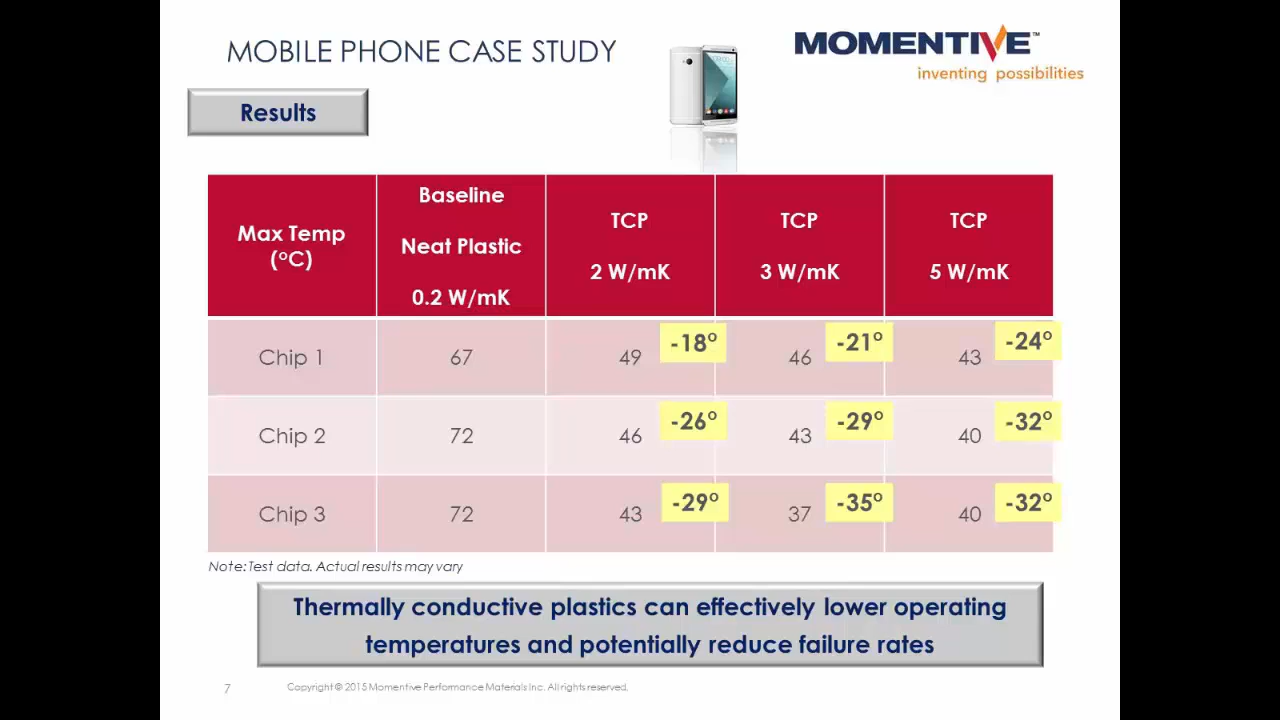 MOBILE PHONE CASE STUDY
MOMENTIVE™
inventing possibilities
Results
Max Temp
(°C)
Baseline
Neat Plastic
0.2 W/mK
TCP
2 W/mK
TCP
3 W/mK
TCP
5 W/mK
Chip 1
67
49
-18°
46
-21°
43
-24°
Chip 2
72
46
-26°
43
-29°
40
-32°
Chip 3
72
43
-29°
37
-35°
40
-32°
Note: Test data. Actual results may vary
Thermally conductive plastics can effectively lower operating
temperatures and potentially reduce failure rates
7
Copyright © 2015 Momentive Performance Materials Inc. All rights reserved.